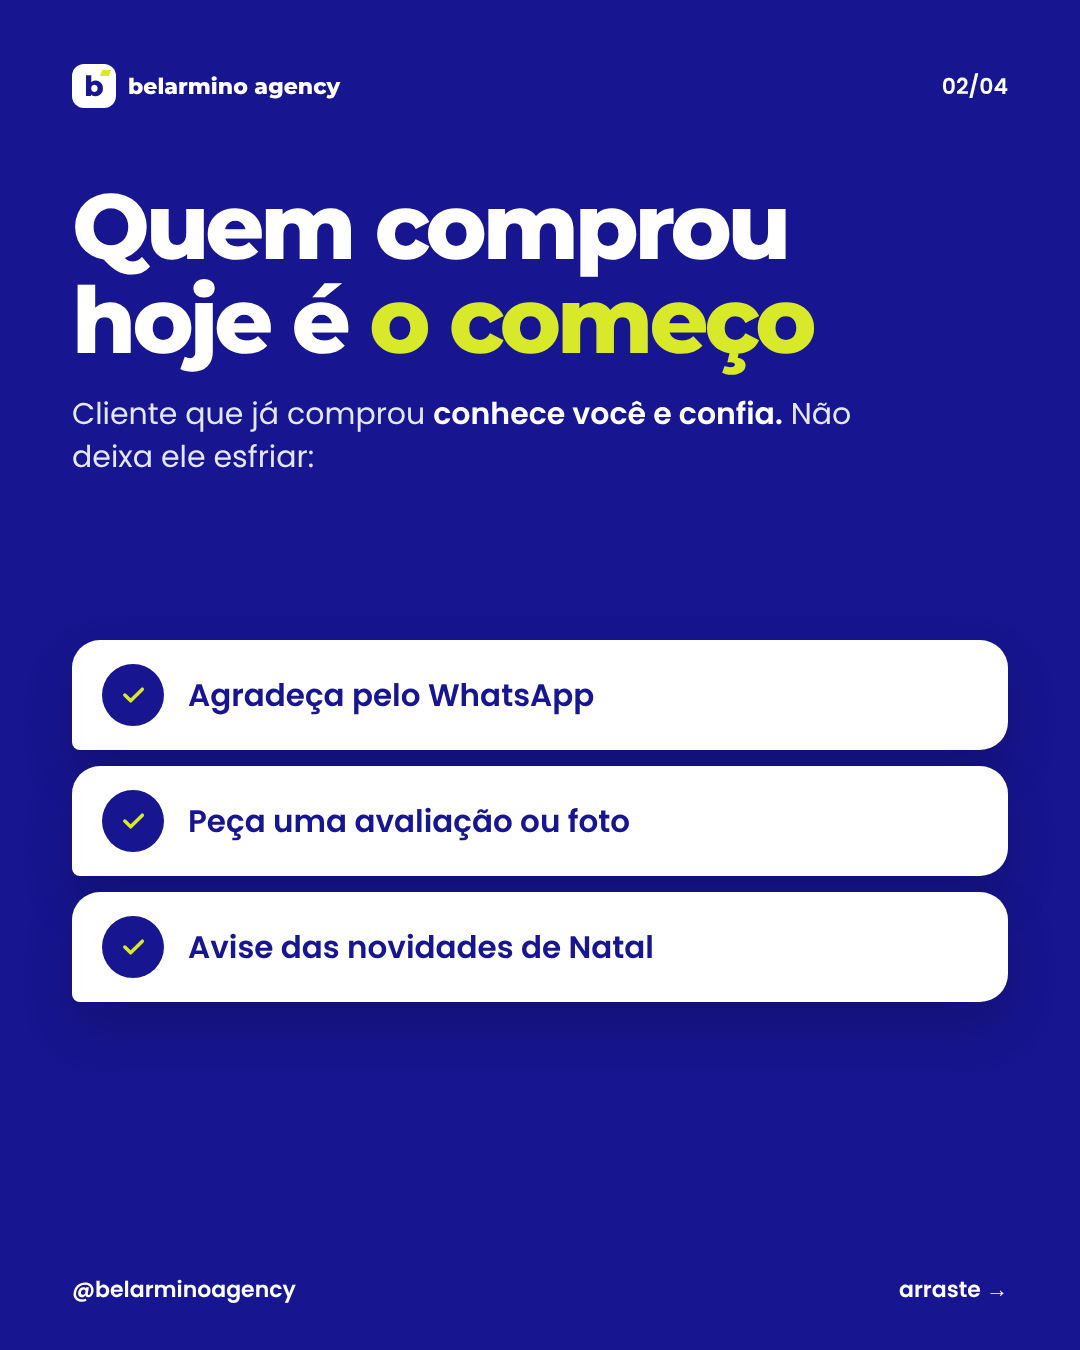 b belarmino agency
02/04
Quem comprou
hoje é o começo
Cliente que já comprou conhece você e confia. Não
deixa ele esfriar:
Agradeça pelo WhatsApp
Peça uma avaliação ou foto
Avise das novidades de Natal
@belarminoagency
arraste →